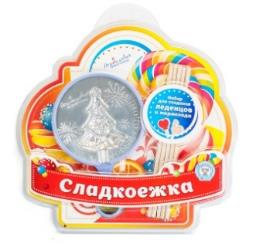 Набор
для создания
леденцов
и мармелада
Сладкоежка